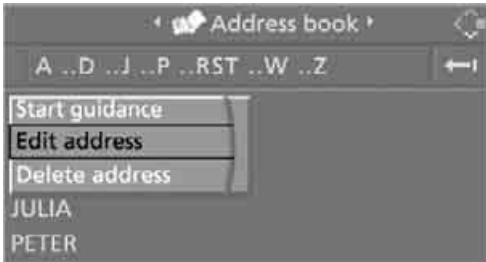 Address book
A ..D ..J ..P ..RST ..W ..Z
Start guidance
Edit address
Delete address
JULIA
PETER